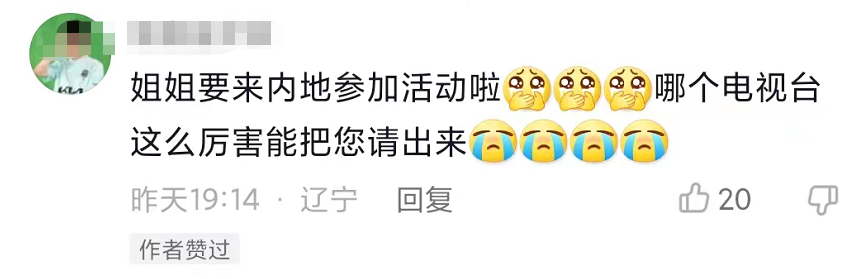 姐姐要来内地参加活动啦🥺🥺🥺哪个电视台
这么厉害能把您请出来😭😭😭😭
昨天19:14 · 辽宁 回复 20
作者赞过